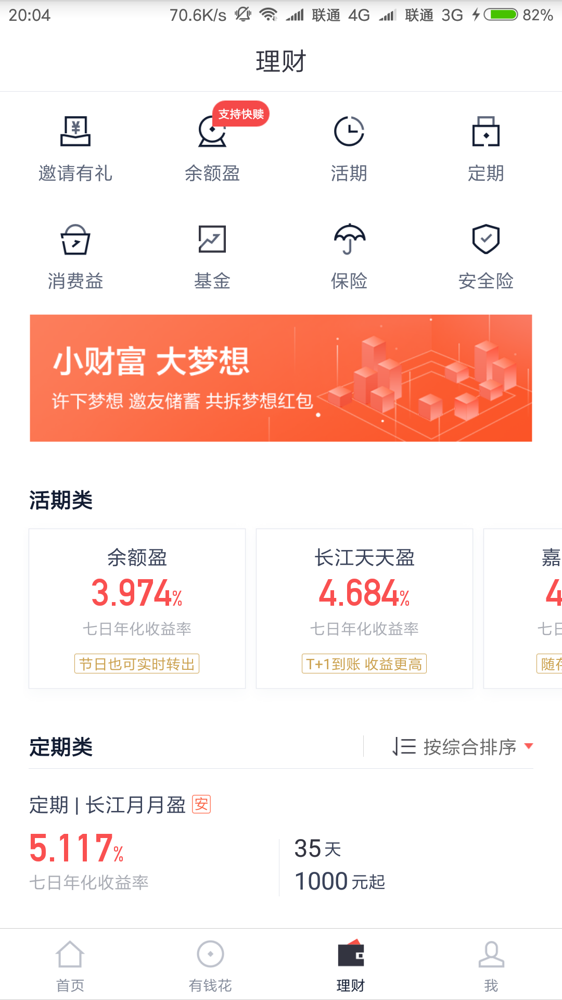 20:04 70.6K/s 联通 4G 联通 3G 82%
理财
支持快赎
邀请有礼 余额盈 活期 定期
消费益 基金 保险 安全险
小财富 大梦想
许下梦想 邀友储蓄 共拆梦想红包
活期类
余额盈 长江天天盈 嘉
3.974% 4.684% 4
七日年化收益率 七日年化收益率 七日
节日也可实时转出 T+1到账 收益更高 随存
定期类 按综合排序
定期 | 长江月月盈 安
5.117% 35 天
七日年化收益率 1000 元起
首页 有钱花 理财 我